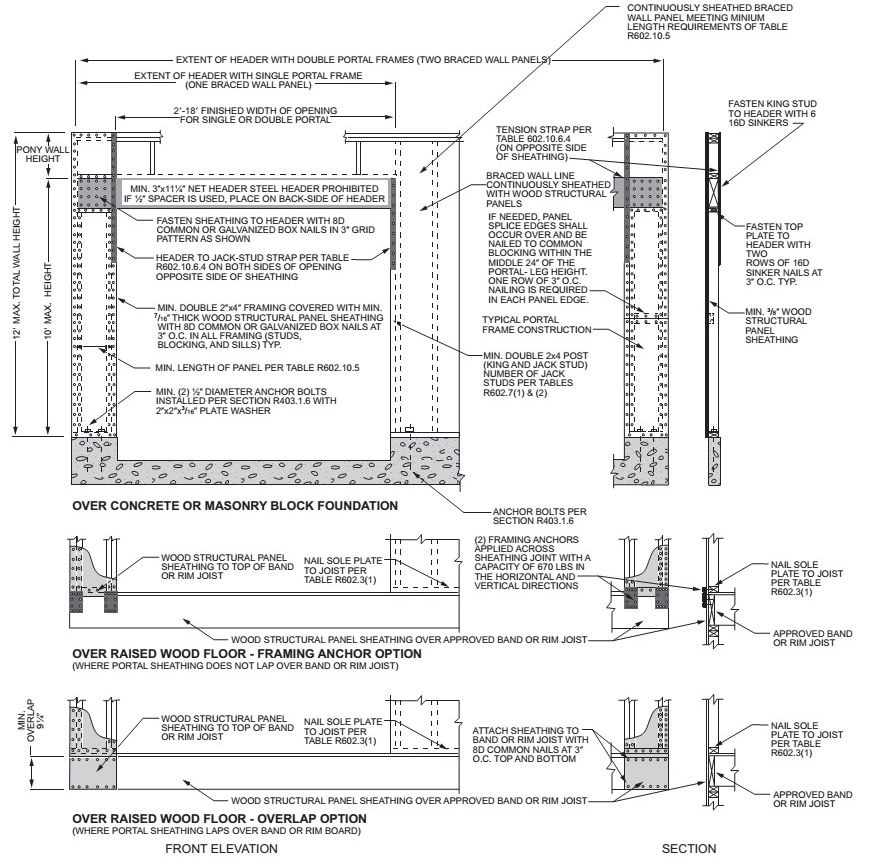 CONTINUOUSLY SHEATHED BRACED
WALL PANEL MEETING MINIUM
LENGTH REQUIREMENTS OF TABLE
R602.10.5
EXTENT OF HEADER WITH DOUBLE PORTAL FRAMES (TWO BRACED WALL PANELS)
EXTENT OF HEADER WITH SINGLE PORTAL FRAME
(ONE BRACED WALL PANEL)
2'-18' FINISHED WIDTH OF OPENING
FOR SINGLE OR DOUBLE PORTAL
FASTEN KING STUD
TO HEADER WITH 6
16D SINKERS
TENSION STRAP PER
TABLE 602.10.6.4
(ON OPPOSITE SIDE
OF SHEATHING)
PONY WALL
HEIGHT
12' MAX. TOTAL WALL HEIGHT
10' MAX. HEIGHT
MIN. 3"x11¼" NET HEADER STEEL HEADER PROHIBITED
IF ½" SPACER IS USED, PLACE ON BACK-SIDE OF HEADER
BRACED WALL LINE
CONTINUOUSLY SHEATHED
WITH WOOD STRUCTURAL
PANELS
FASTEN SHEATHING TO HEADER WITH 8D
COMMON OR GALVANIZED BOX NAILS IN 3" GRID
PATTERN AS SHOWN
IF NEEDED, PANEL
SPLICE EDGES SHALL
OCCUR OVER AND BE
NAILED TO COMMON
BLOCKING WITHIN THE
MIDDLE 24" OF THE
PORTAL- LEG HEIGHT.
ONE ROW OF 3" O.C.
NAILING IS REQUIRED
IN EACH PANEL EDGE.
FASTEN TOP
PLATE TO
HEADER WITH
TWO
ROWS OF 16D
SINKER NAILS AT
3" O.C. TYP.
HEADER TO JACK-STUD STRAP PER TABLE
R602.10.6.4 ON BOTH SIDES OF OPENING
OPPOSITE SIDE OF SHEATHING
MIN. DOUBLE 2"x4" FRAMING COVERED WITH MIN.
7/16" THICK WOOD STRUCTURAL PANEL SHEATHING
WITH 8D COMMON OR GALVANIZED BOX NAILS AT
3" O.C. IN ALL FRAMING (STUDS,
BLOCKING, AND SILLS) TYP.
TYPICAL PORTAL
FRAME CONSTRUCTION
MIN. ⅜" WOOD
STRUCTURAL
PANEL
SHEATHING
MIN. LENGTH OF PANEL PER TABLE R602.10.5
MIN. DOUBLE 2x4 POST
(KING AND JACK STUD)
NUMBER OF JACK
STUDS PER TABLES
R602.7(1) & (2)
MIN. (2) ½" DIAMETER ANCHOR BOLTS
INSTALLED PER SECTION R403.1.6 WITH
2"x2"x3/16" PLATE WASHER
OVER CONCRETE OR MASONRY BLOCK FOUNDATION
ANCHOR BOLTS PER
SECTION R403.1.6
WOOD STRUCTURAL PANEL
SHEATHING TO TOP OF BAND
OR RIM JOIST
NAIL SOLE PLATE
TO JOIST PER
TABLE R602.3(1)
(2) FRAMING ANCHORS
APPLIED ACROSS
SHEATHING JOINT WITH A
CAPACITY OF 670 LBS IN
THE HORIZONTAL AND
VERTICAL DIRECTIONS
NAIL SOLE
PLATE TO JOIST
PER TABLE
R602.3(1)
WOOD STRUCTURAL PANEL SHEATHING OVER APPROVED BAND OR RIM JOIST
APPROVED BAND
OR RIM JOIST
OVER RAISED WOOD FLOOR - FRAMING ANCHOR OPTION
(WHERE PORTAL SHEATHING DOES NOT LAP OVER BAND OR RIM JOIST)
MIN.
OVERLAP
9¼"
WOOD STRUCTURAL PANEL
SHEATHING TO TOP OF BAND
OR RIM JOIST
NAIL SOLE PLATE
TO JOIST PER
TABLE R602.3(1)
ATTACH SHEATHING TO
BAND OR RIM JOIST WITH
8D COMMON NAILS AT 3"
O.C. TOP AND BOTTOM
NAIL SOLE
PLATE TO JOIST
PER TABLE
R602.3(1)
WOOD STRUCTURAL PANEL SHEATHING OVER APPROVED BAND OR RIM JOIST
APPROVED BAND
OR RIM JOIST
OVER RAISED WOOD FLOOR - OVERLAP OPTION
(WHERE PORTAL SHEATHING LAPS OVER BAND OR RIM BOARD)
FRONT ELEVATION
SECTION